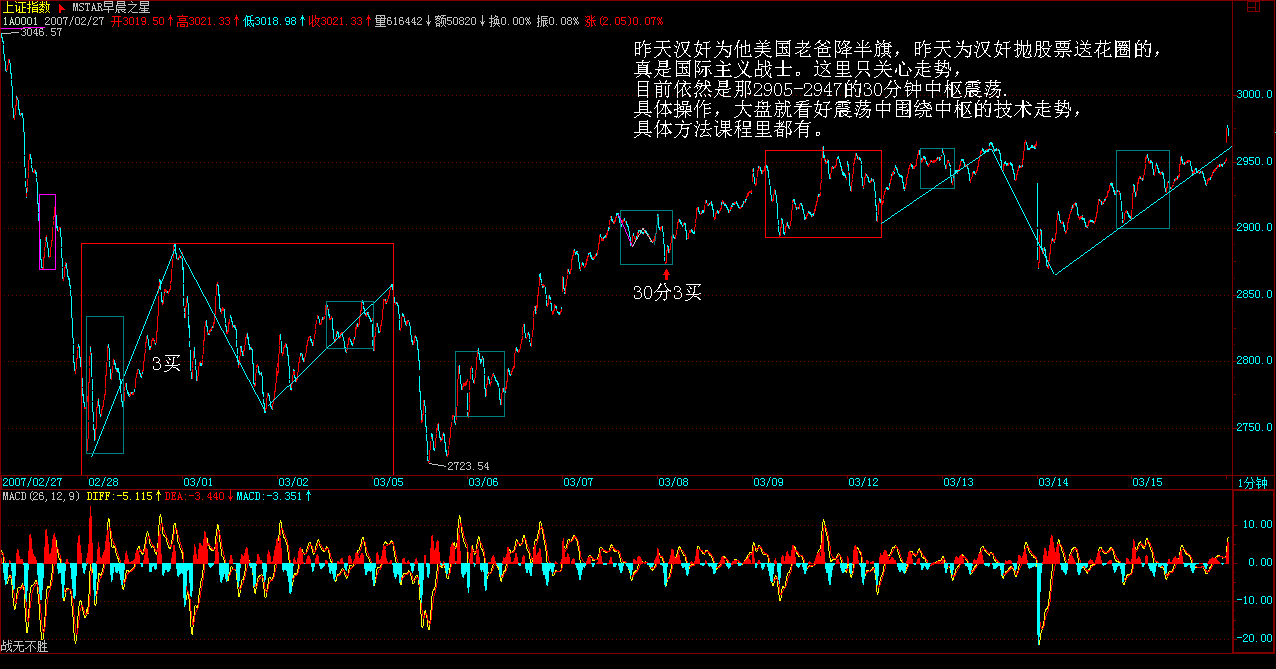 上证指数 MSTAR早晨之星
1A0001 2007/02/27 开3019.50↑高3021.33↑低3018.98↑收3021.33↑量616442↓额50820↓换0.00% 振0.08% 涨(2.05)0.07%
3046.57
昨天汉奸为他美国老爸降半旗，昨天为汉奸抛股票送花圈的，
真是国际主义战士。这里只关心走势，
目前依然是那2905-2947的30分钟中枢震荡.
具体操作，大盘就看好震荡中围绕中枢的技术走势，
具体方法课程里都有。
3000.0
2950.0
2900.0
2850.0
2800.0
2750.0
30分3买
3买
2723.54
2007/02/27 02/28 03/01 03/02 03/05 03/06 03/07 03/08 03/09 03/12 03/13 03/14 03/15 1分钟
MACD(26,12,9) DIFF:-5.115↑DEA:-3.440↓MACD:-3.351↑
10.00
0.00
-10.00
-20.00
战无不胜